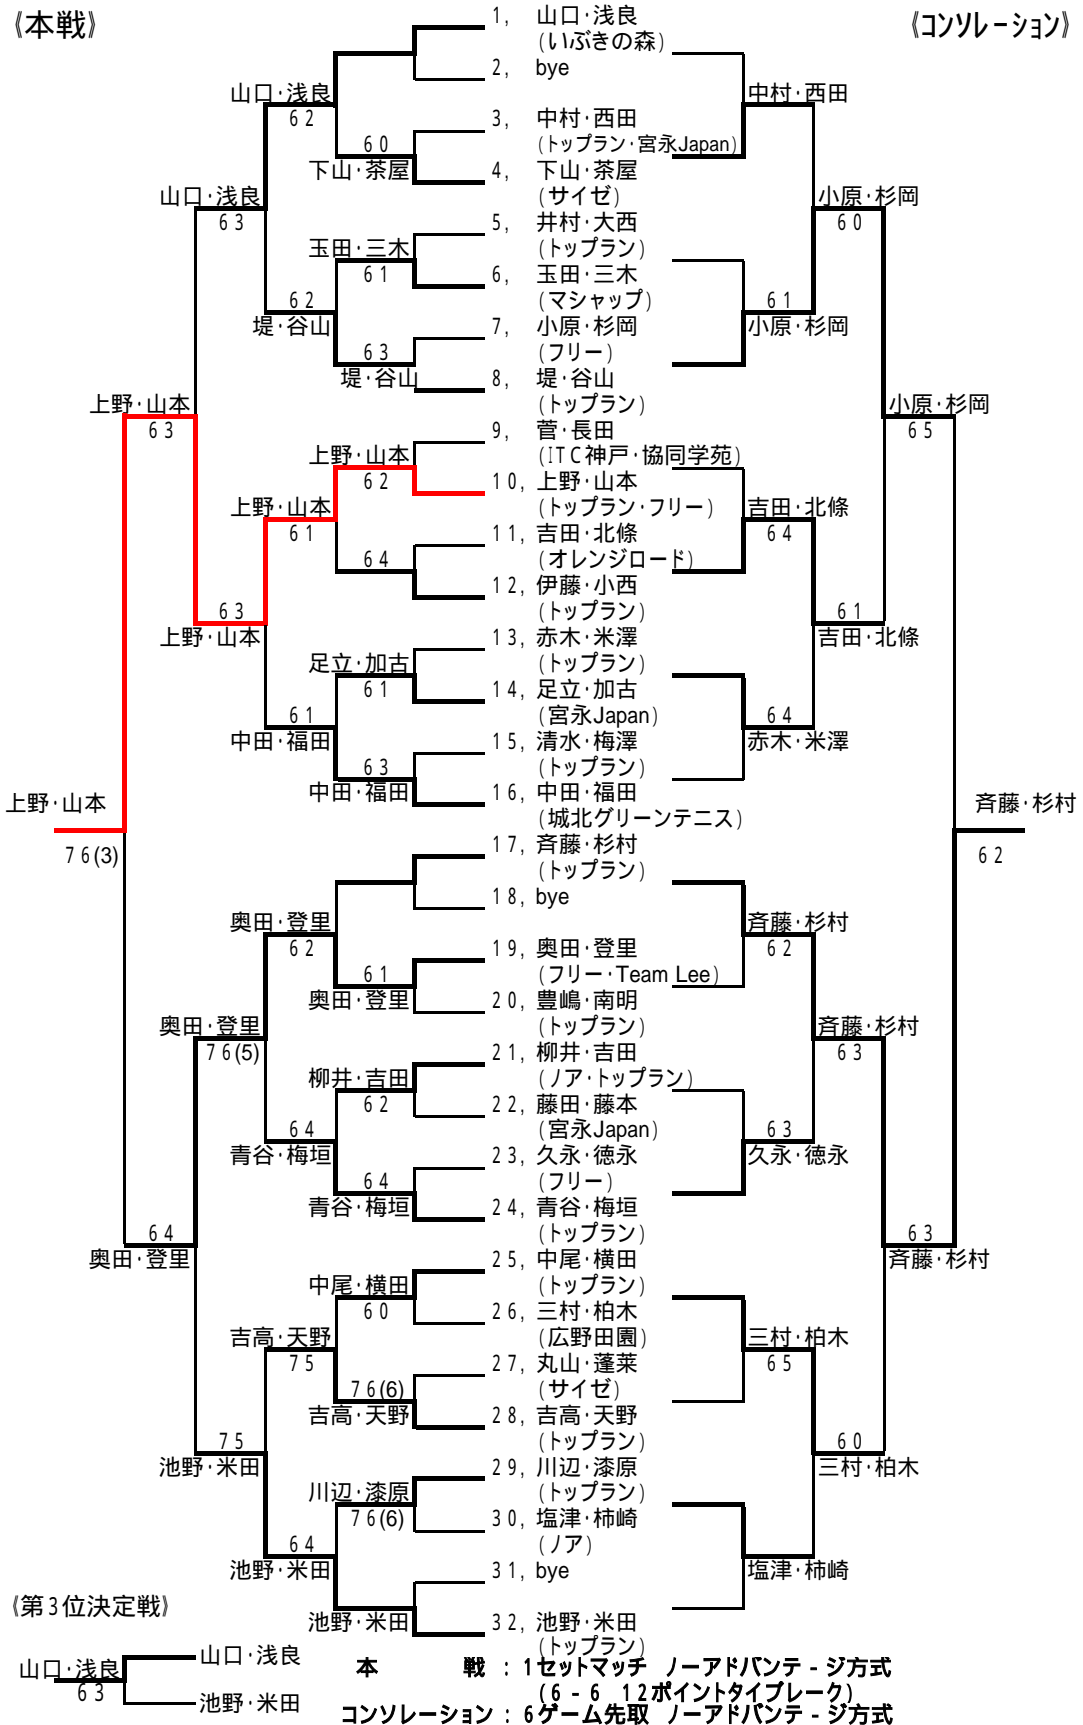 《本戦》
《コンソレーション》
1, 山口・浅良
(いぶきの森)
2, bye
3, 中村・西田
(トップラン・宮永Japan)
4, 下山・茶屋
(サイゼ)
5, 井村・大西
(トップラン)
6, 玉田・三木
(マシャップ)
7, 小原・杉岡
(フリー)
8, 堤・谷山
(トップラン)
9, 菅・長田
(ITC神戸・協同学苑)
10, 上野・山本
(トップラン・フリー)
11, 吉田・北條
(オレンジロード)
12, 伊藤・小西
(トップラン)
13, 赤木・米澤
(トップラン)
14, 足立・加古
(宮永Japan)
15, 清水・梅澤
(トップラン)
16, 中田・福田
(城北グリーンテニス)
17, 斉藤・杉村
(トップラン)
18, bye
19, 奥田・登里
(フリー・Team Lee)
20, 豊嶋・南明
(トップラン)
21, 柳井・吉田
(ノア・トップラン)
22, 藤田・藤本
(宮永Japan)
23, 久永・徳永
(フリー)
24, 青谷・梅垣
(トップラン)
25, 中尾・横田
(トップラン)
26, 三村・柏木
(広野田園)
27, 丸山・蓬莱
(サイゼ)
28, 吉高・天野
(トップラン)
29, 川辺・漆原
(トップラン)
30, 塩津・柿崎
(ノア)
31, bye
32, 池野・米田
(トップラン)
60
下山・茶屋
玉田・三木
61
63
堤・谷山
上野・山本
62
64
足立・加古
61
63
中田・福田
61
奥田・登里
柳井・吉田
62
64
青谷・梅垣
中尾・横田
60
76(6)
吉高・天野
川辺・漆原
76(6)
池野・米田
山口・浅良
62
62
堤・谷山
上野・山本
61
61
中田・福田
奥田・登里
62
64
青谷・梅垣
吉高・天野
75
64
池野・米田
山口・浅良
63
63
上野・山本
奥田・登里
76(5)
75
池野・米田
上野・山本
63
64
奥田・登里
上野・山本
76(3)
中村・西田
61
小原・杉岡
吉田・北條
64
64
赤木・米澤
斉藤・杉村
62
63
久永・徳永
三村・柏木
65
塩津・柿崎
小原・杉岡
60
61
吉田・北條
斉藤・杉村
63
60
三村・柏木
小原・杉岡
65
63
斉藤・杉村
斉藤・杉村
62
《第3位決定戦》
山口・浅良
63
山口・浅良
池野・米田
本 戦 : 1セットマッチ ノーアドバンテ-ジ方式
(6-6 12ポイントタイブレーク)
コンソレーション : 6ゲーム先取 ノーアドバンテ-ジ方式